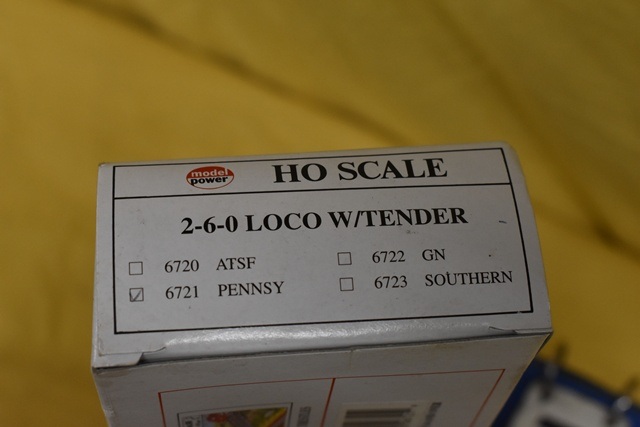 model power HO SCALE
2-6-0 LOCO W/TENDER
6720 ATSF
6721 PENNSY
6722 GN
6723 SOUTHERN